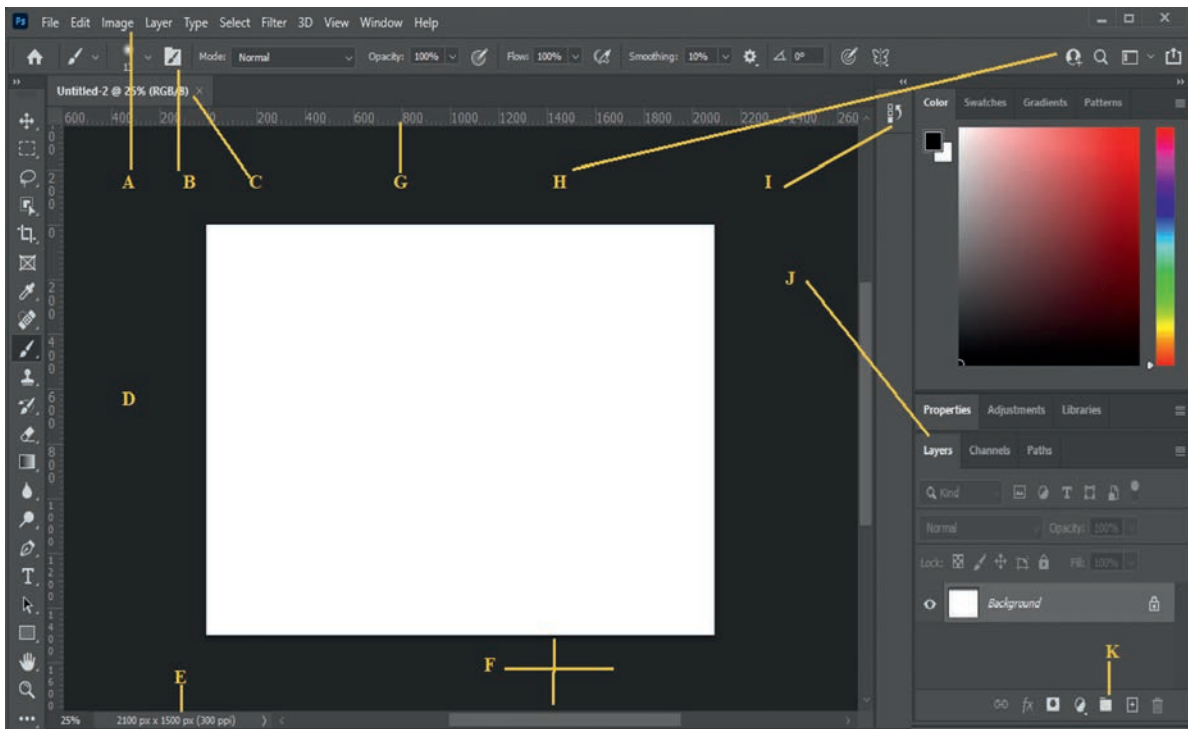 Ps File Edit Image Layer Type Select Filter 3D View Window Help
Mode: Normal Opacity: 100% Flow: 100% Smoothing: 10% 0°
Untitled-2 @ 25% (RGB/8) ×
600 400 200 0 200 400 600 800 1000 1200 1400 1600 1800 2000 2200 2400 260
Color Swatches Gradients Patterns
A B C G H I
J
D
Properties Adjustments Libraries
Layers Channels Paths
Kind
Normal Opacity: 100%
Lock: Fill: 100%
Background
F
K
E
25% 2100 px x 1500 px (300 ppi)